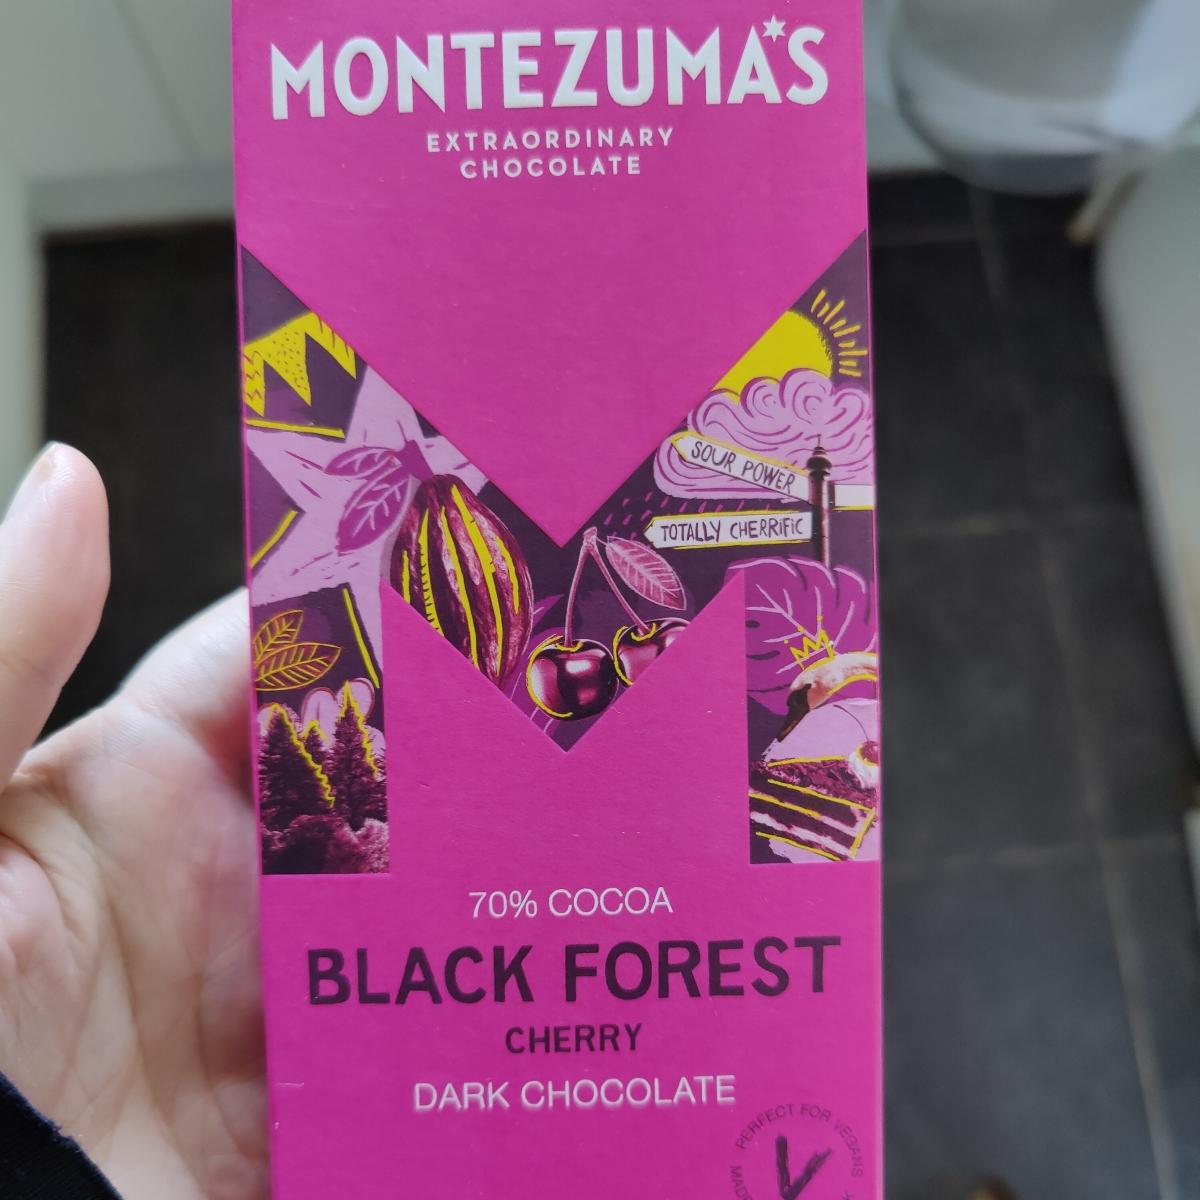 MONTEZUMA'S
EXTRAORDINARY
CHOCOLATE
SOUR POWER
TOTALLY CHERRIFIC
70% COCOA
BLACK FOREST
CHERRY
DARK CHOCOLATE
PERFECT FOR VEGANS
V